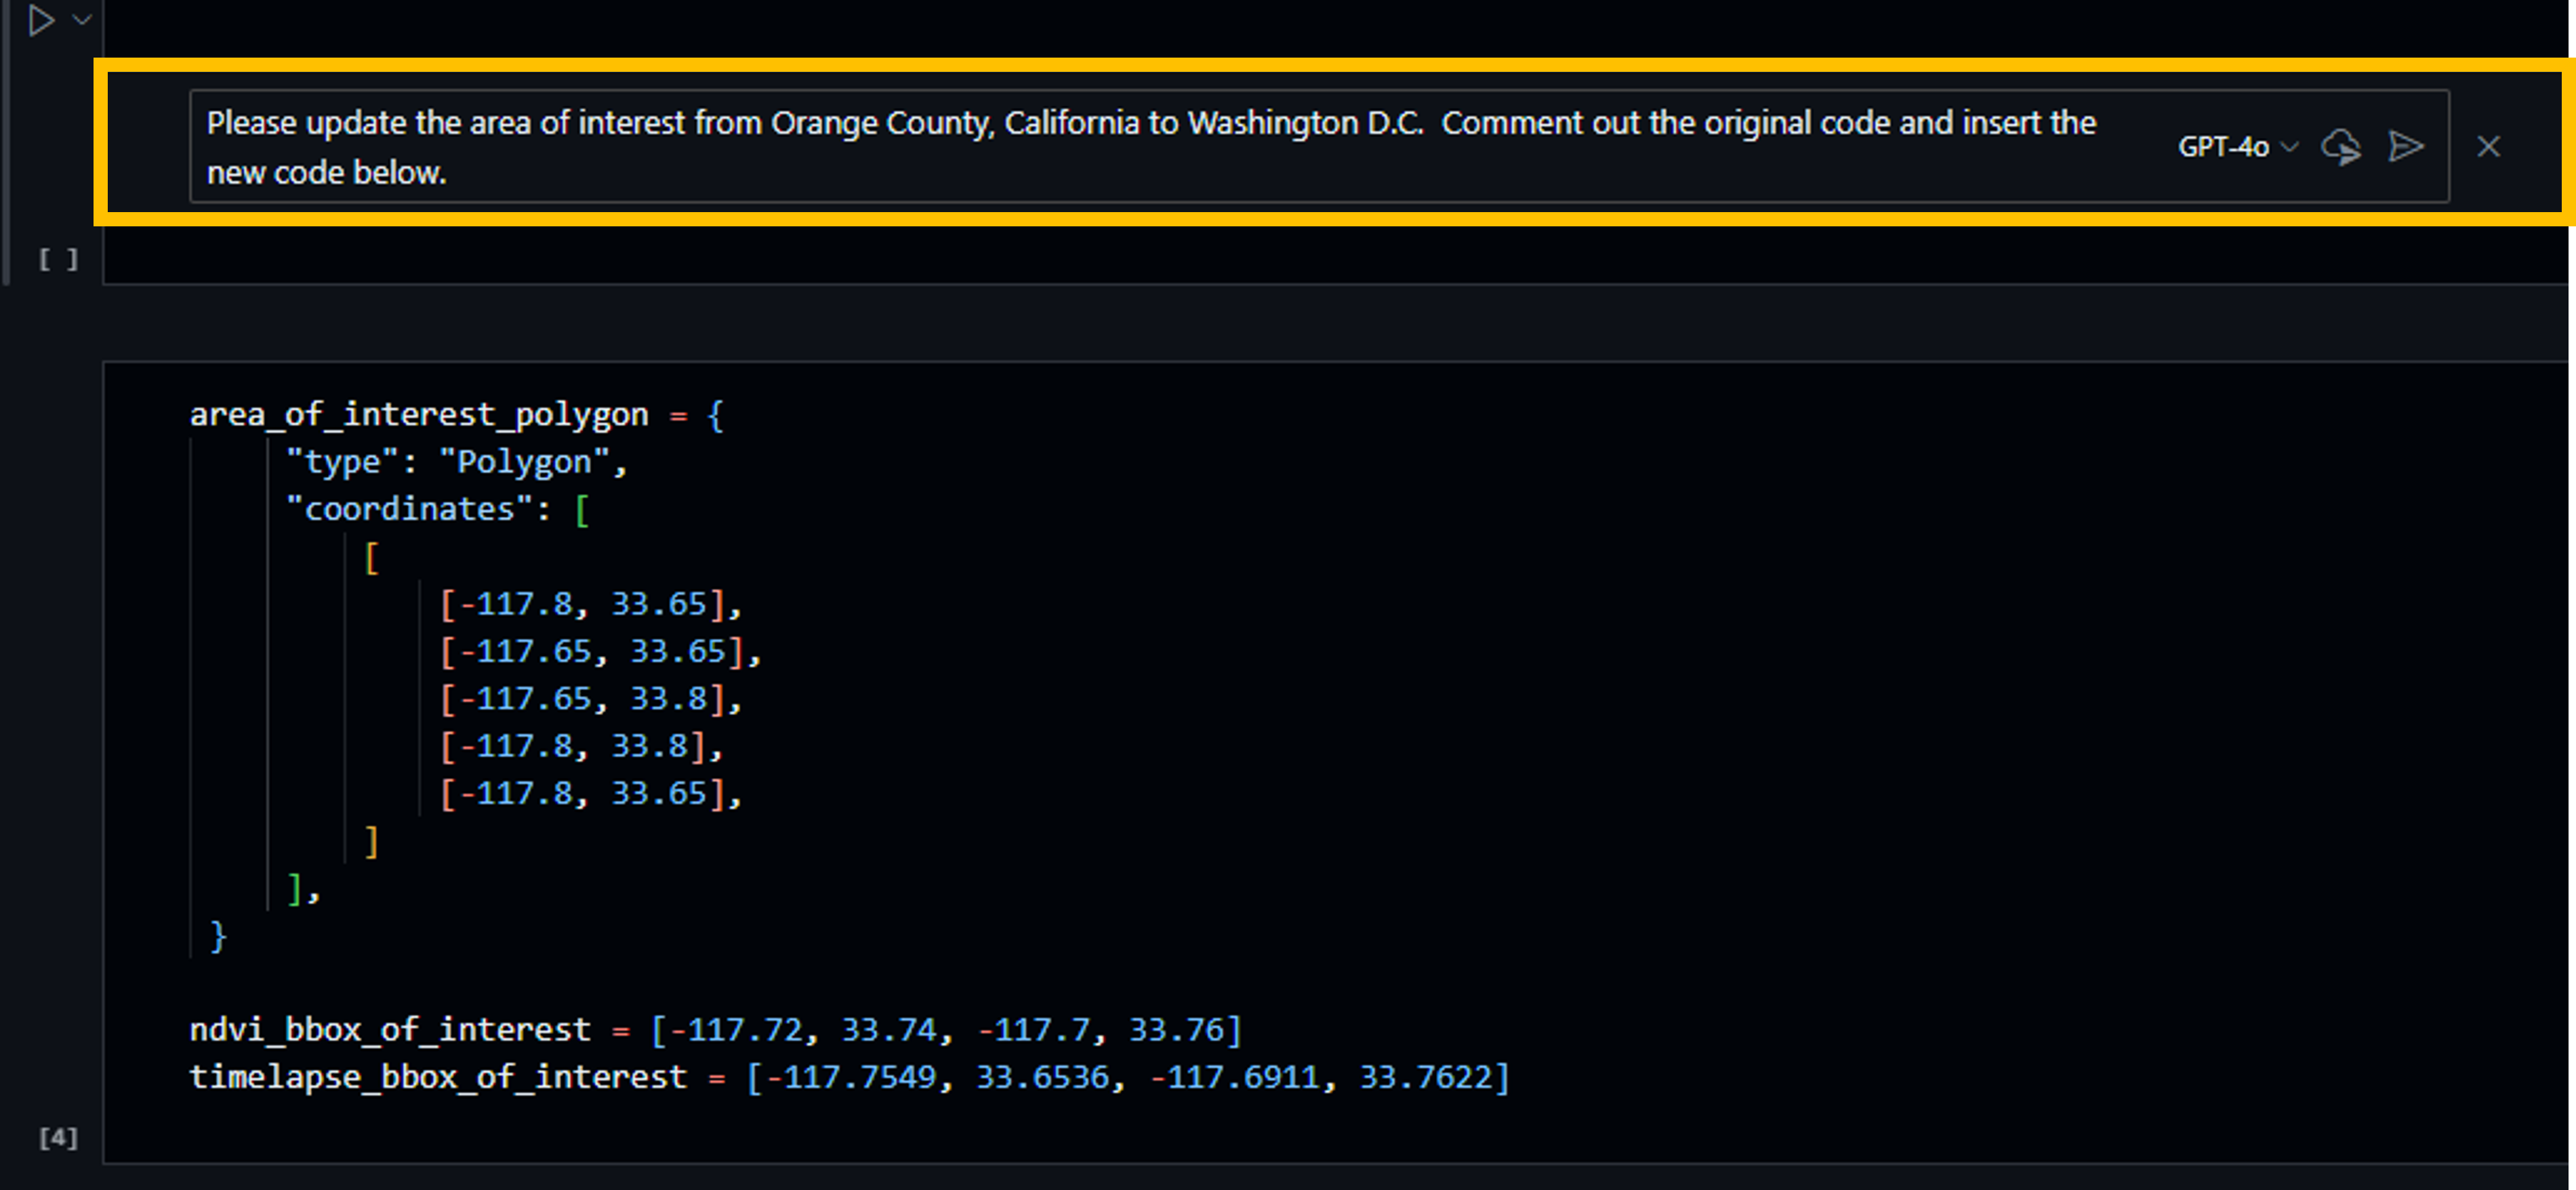 Please update the area of interest from Orange County, California to Washington D.C.  Comment out the original code and insert the
new code below.
GPT-4o
[ ]
area_of_interest_polygon = {
"type": "Polygon",
"coordinates": [
[
[-117.8, 33.65],
[-117.65, 33.65],
[-117.65, 33.8],
[-117.8, 33.8],
[-117.8, 33.65],
]
],
}
ndvi_bbox_of_interest = [-117.72, 33.74, -117.7, 33.76]
timelapse_bbox_of_interest = [-117.7549, 33.6536, -117.6911, 33.7622]
[4]